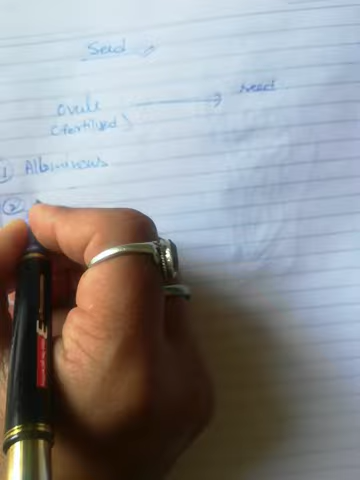 Seed
ovule → seed
(fertilized)
① Albuminous
②